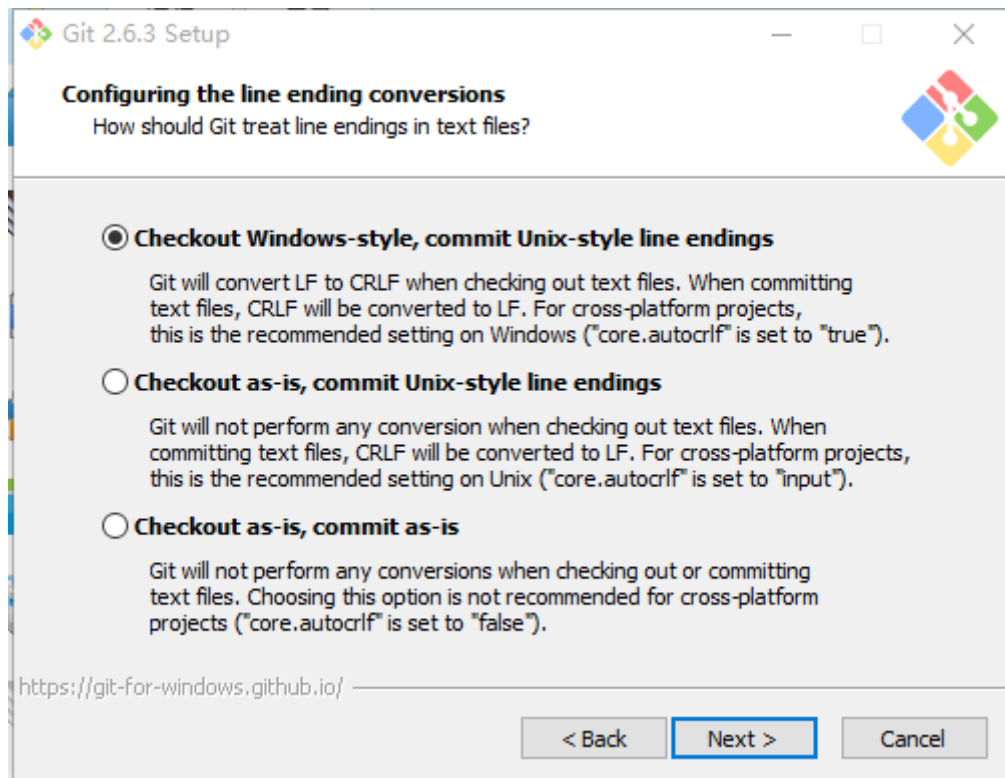 Git 2.6.3 Setup
Configuring the line ending conversions
How should Git treat line endings in text files?
Checkout Windows-style, commit Unix-style line endings
Git will convert LF to CRLF when checking out text files. When committing
text files, CRLF will be converted to LF. For cross-platform projects,
this is the recommended setting on Windows ("core.autocrlf" is set to "true").
Checkout as-is, commit Unix-style line endings
Git will not perform any conversion when checking out text files. When
committing text files, CRLF will be converted to LF. For cross-platform projects,
this is the recommended setting on Unix ("core.autocrlf" is set to "input").
Checkout as-is, commit as-is
Git will not perform any conversions when checking out or committing
text files. Choosing this option is not recommended for cross-platform
projects ("core.autocrlf" is set to "false").
https://git-for-windows.github.io/
< Back Next > Cancel